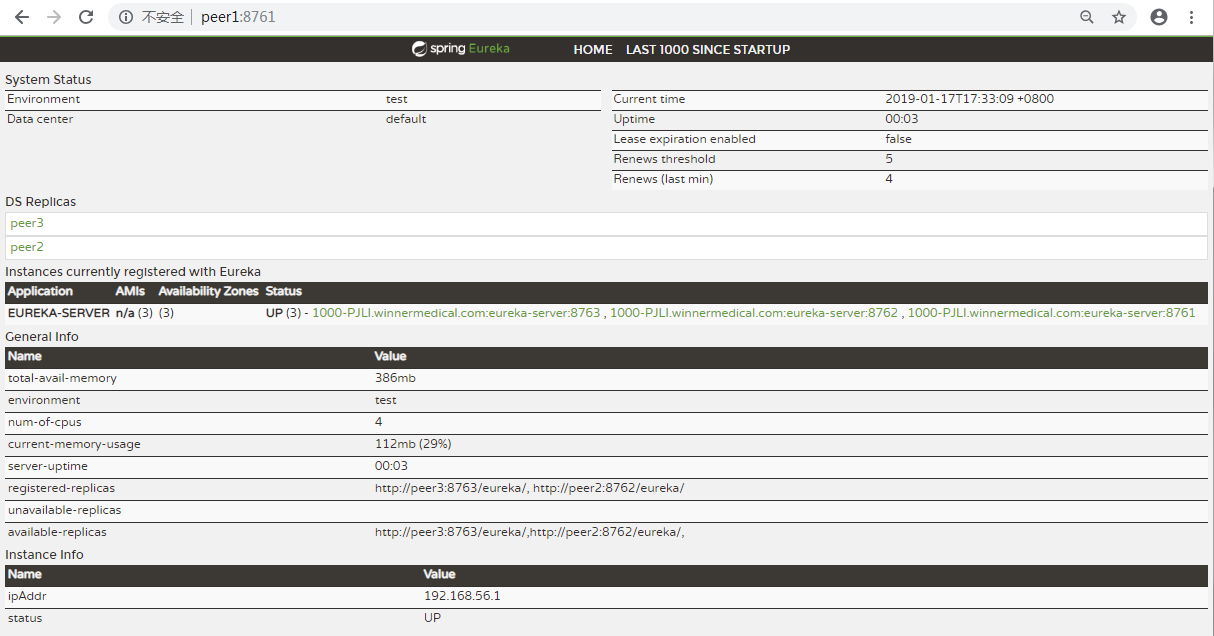 不安全 peer1:8761
spring Eureka HOME LAST 1000 SINCE STARTUP
System Status
Environment test
Data center default
Current time 2019-01-17T17:33:09 +0800
Uptime 00:03
Lease expiration enabled false
Renews threshold 5
Renews (last min) 4
DS Replicas
peer3
peer2
Instances currently registered with Eureka
Application AMIs Availability Zones Status
EUREKA-SERVER n/a (3) (3) UP (3) - 1000-PJLI.winnermedical.com:eureka-server:8763 , 1000-PJLI.winnermedical.com:eureka-server:8762 , 1000-PJLI.winnermedical.com:eureka-server:8761
General Info
Name Value
total-avail-memory 386mb
environment test
num-of-cpus 4
current-memory-usage 112mb (29%)
server-uptime 00:03
registered-replicas http://peer3:8763/eureka/, http://peer2:8762/eureka/
unavailable-replicas
available-replicas http://peer3:8763/eureka/,http://peer2:8762/eureka/,
Instance Info
Name Value
ipAddr 192.168.56.1
status UP